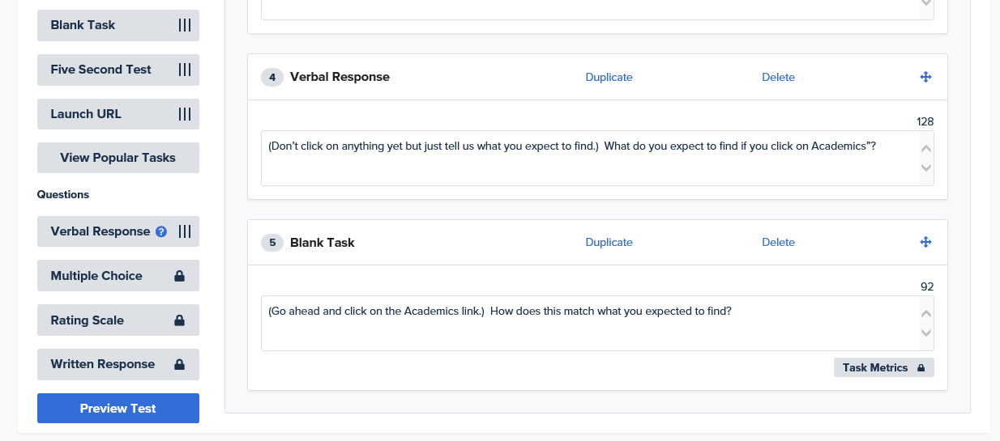 Blank Task
Five Second Test
Launch URL
View Popular Tasks
Questions
Verbal Response ?
Multiple Choice
Rating Scale
Written Response
Preview Test
4 Verbal Response Duplicate Delete
128
(Don’t click on anything yet but just tell us what you expect to find.)  What do you expect to find if you click on Academics”?
5 Blank Task Duplicate Delete
92
(Go ahead and click on the Academics link.)  How does this match what you expected to find?
Task Metrics